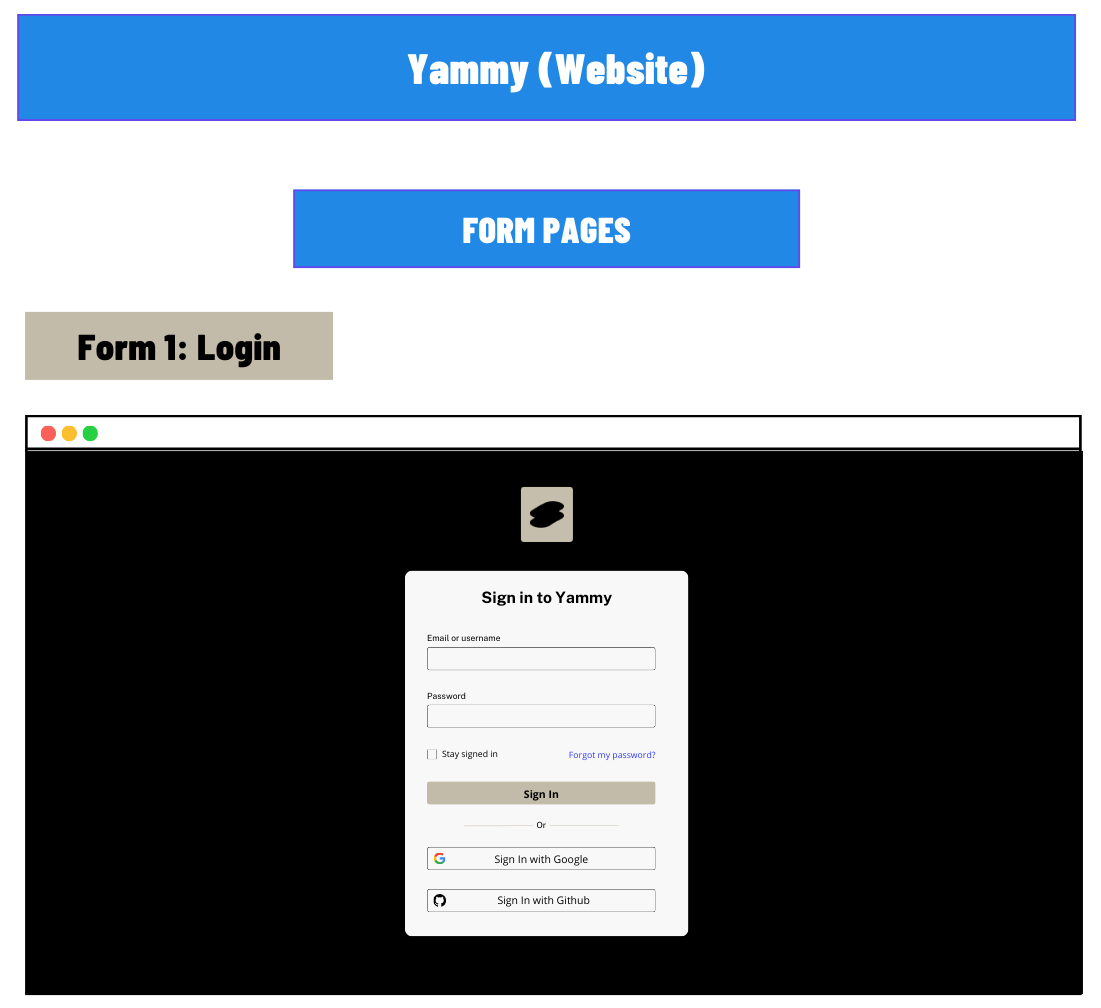 Yammy (Website)
FORM PAGES
Form 1: Login
Sign in to Yammy
Email or username
Password
Stay signed in
Forgot my password?
Sign In
Or
Sign In with Google
Sign In with Github